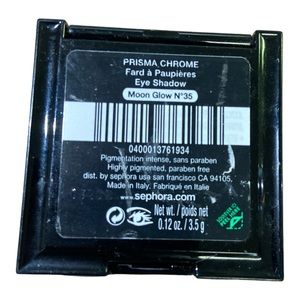 PRISMA CHROME
Fard à Paupières
Eye Shadow
Moon Glow N°35
0400013761934
Pigmentation intense, sans paraben
Highly pigmented, paraben free
dist. by sephora usa san francisco CA 94105.
Made in Italy. Fabriqué en Italie
www.sephora.com
Net wt. / poids net
0.12 oz. / 3.5 g